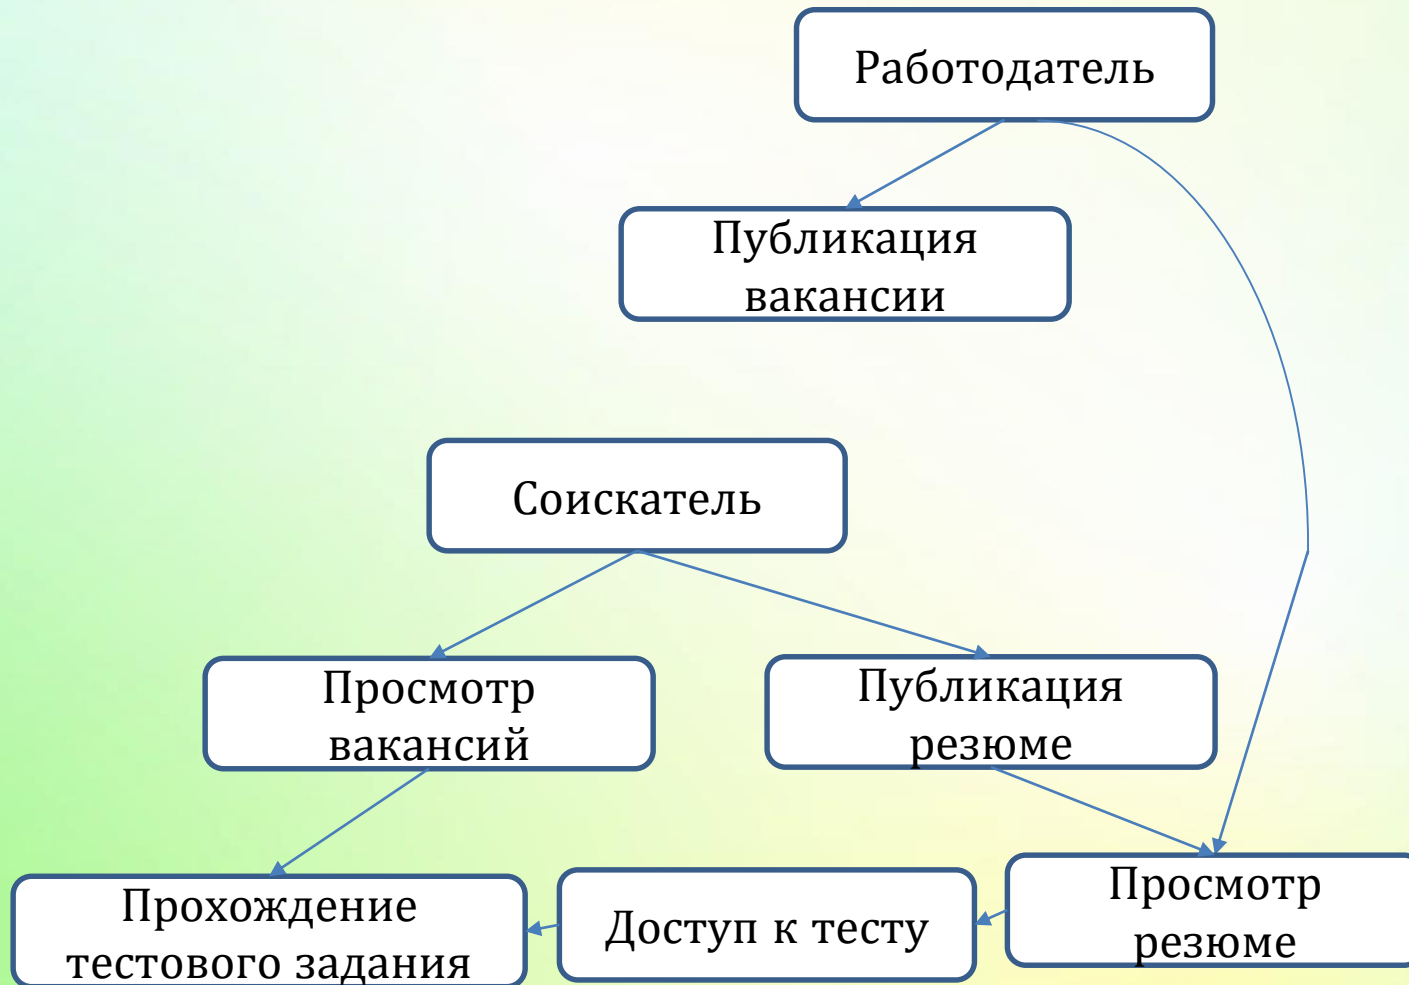 Работодатель
Публикация
вакансии
Соискатель
Просмотр
вакансий
Публикация
резюме
Прохождение
тестового задания
Доступ к тесту
Просмотр
резюме